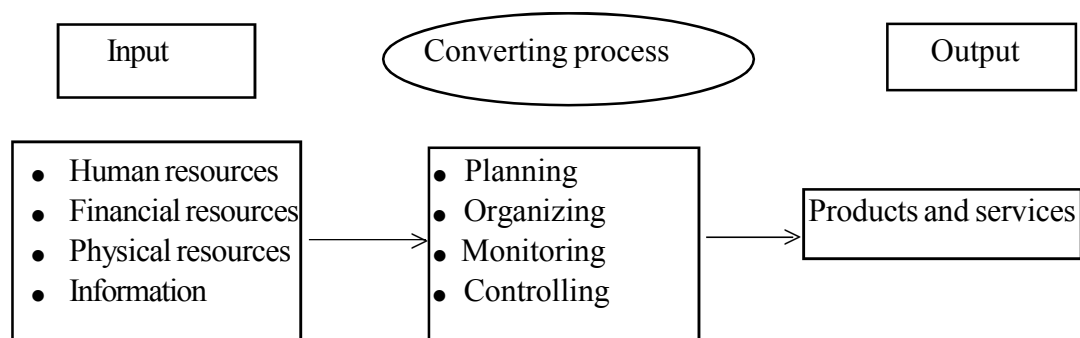 Input
Converting process
Output
• Human resources
• Financial resources
• Physical resources
• Information
• Planning
• Organizing
• Monitoring
• Controlling
Products and services